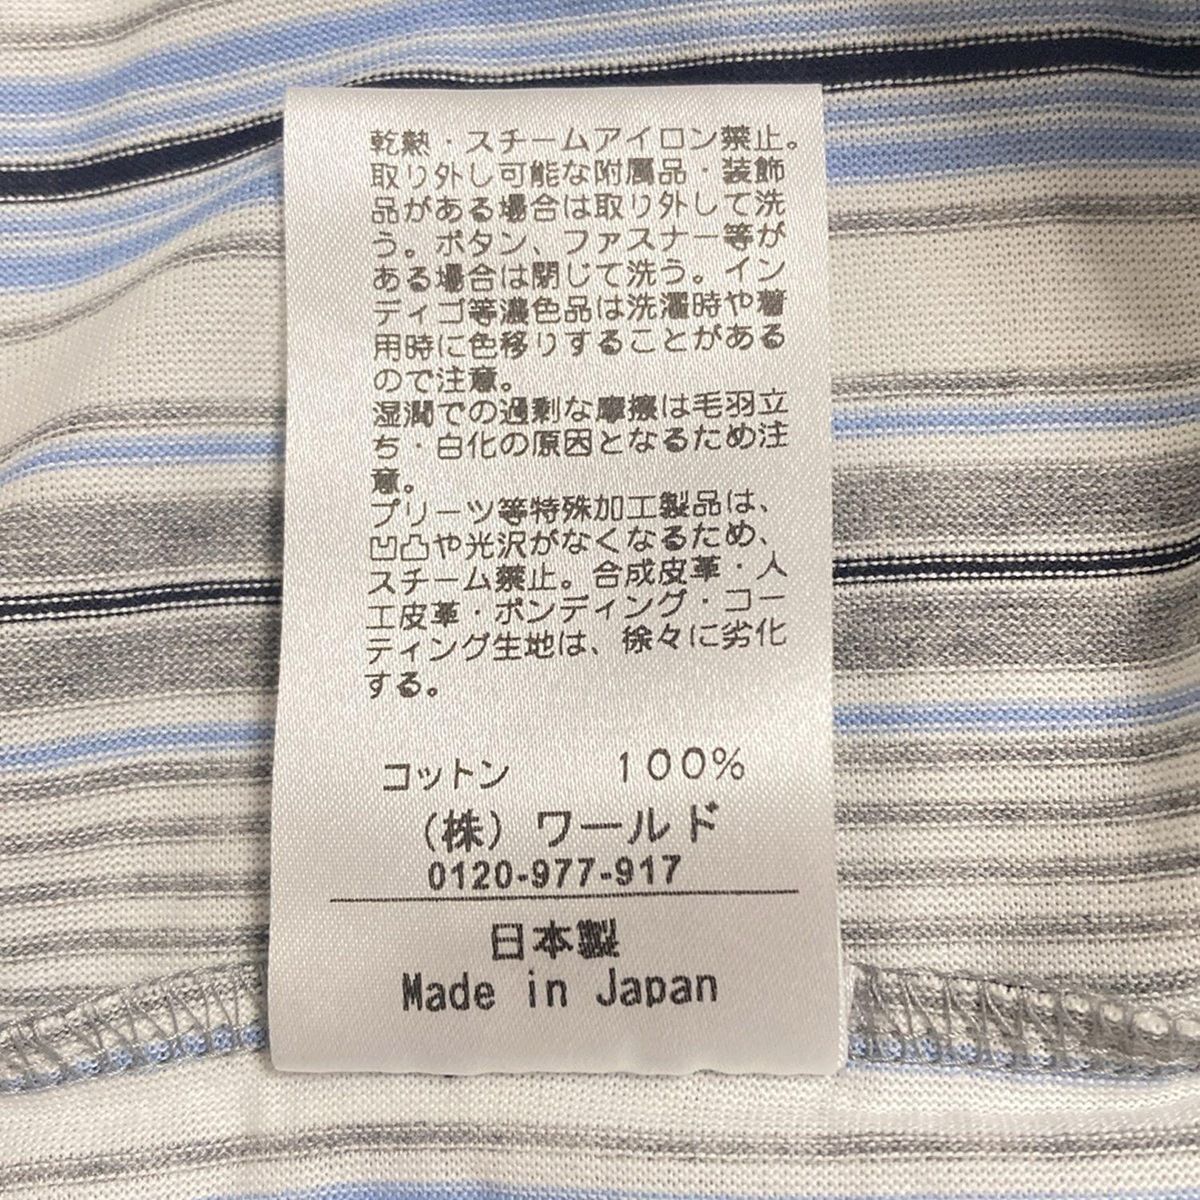 乾熱・スチームアイロン禁止。
取り外し可能な附属品・装飾
品がある場合は取り外して洗
う。ボタン、ファスナー等が
ある場合は閉じて洗う。イン
ディゴ等濃色品は洗濯時や着
用時に色移りすることがある
ので注意。
湿潤での過剰な摩擦は毛羽立
ち・白化の原因となるため注
意。
プリーツ等特殊加工製品は、
凹凸や光沢がなくなるため、
スチーム禁止。合成皮革・人
工皮革・ボンディング・コー
ティング生地は、徐々に劣化
する。
コットン 100%
(株) ワールド
0120-977-917
日本製
Made in Japan